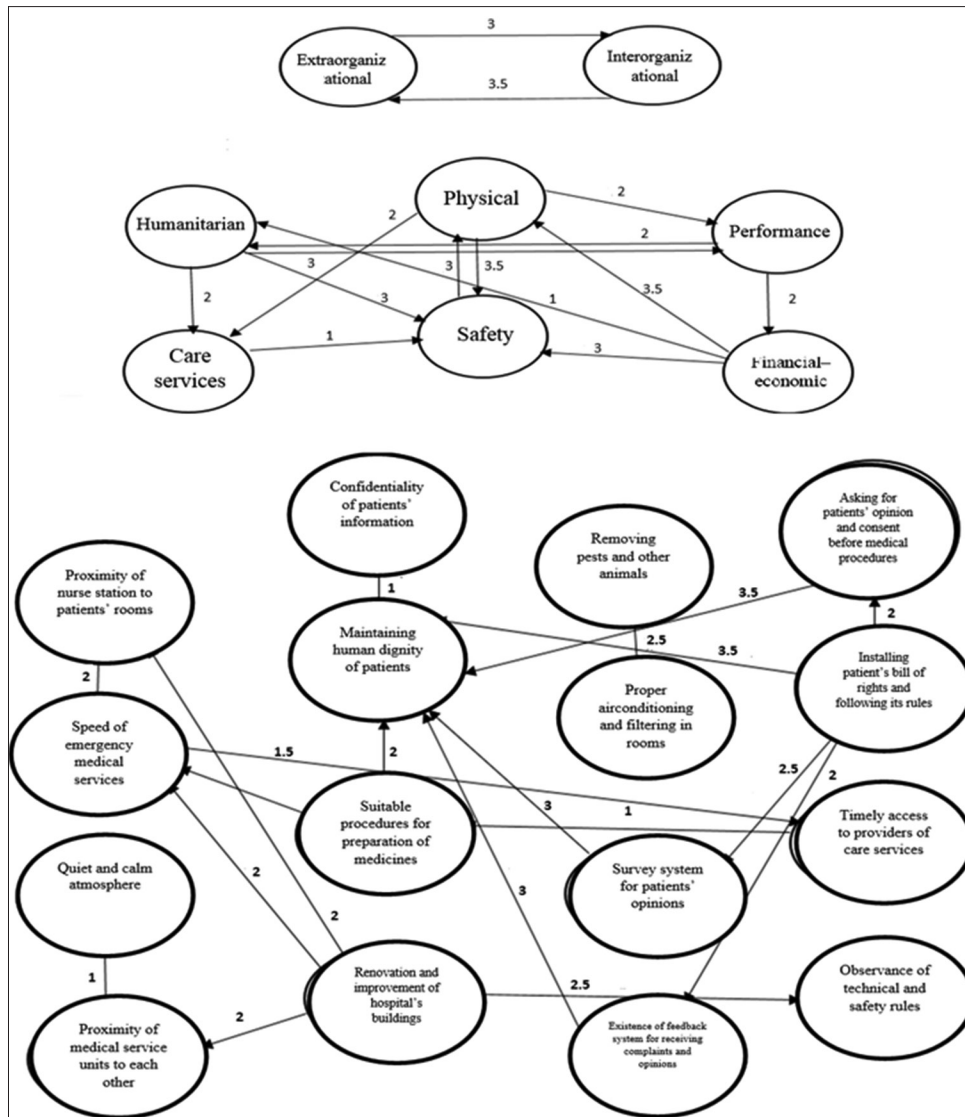 3
Extraorganiz
ational
Interorganiz
ational
3.5
Physical
2
Humanitarian
2
Performance
2
3
3
3.5
3.5
2
3
1
2
1
Safety
3
Care
services
Financial–
economic
Confidentiality
of patients’
information
Asking for
patients’ opinion
and consent
before medical
procedures
Removing
pests and other
animals
Proximity of
nurse station to
patients’ rooms
1
3.5
2
Maintaining
human dignity
of patients
2.5
3.5
Installing
patient’s bill of
rights and
following its rules
2
Proper
airconditioning
and filtering in
rooms
Speed of
emergency
medical
services
1.5
2
2.5
2
Suitable
procedures for
preparation of
medicines
3
1
Timely access
to providers of
care services
Quiet and calm
atmosphere
2
Survey system
for patients’
opinions
3
2
1
Renovation and
improvement of
hospital’s
buildings
2.5
Observance of
technical and
safety rules
Proximity of
medical service
units to each
other
2
Existence of feedback
system for receiving
complaints and
opinions